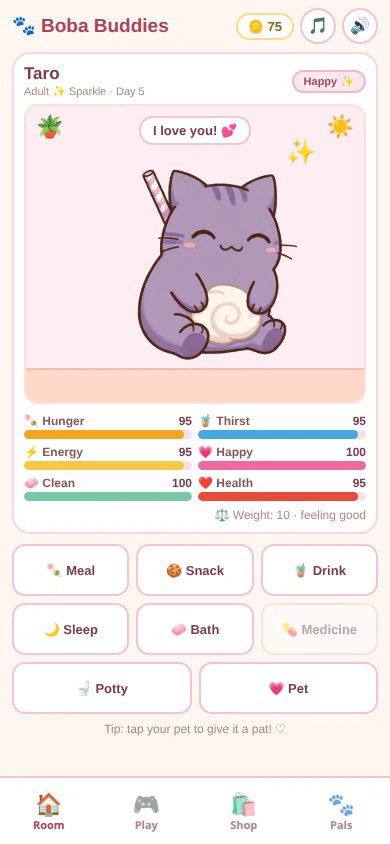 Boba Buddies
75
Taro
Adult ✨ Sparkle · Day 5
Happy ✨
I love you! 💕
Hunger 95
Thirst 95
Energy 95
Happy 100
Clean 100
Health 95
Weight: 10 · feeling good
Meal
Snack
Drink
Sleep
Bath
Medicine
Potty
Pet
Tip: tap your pet to give it a pat! ♡
Room
Play
Shop
Pals